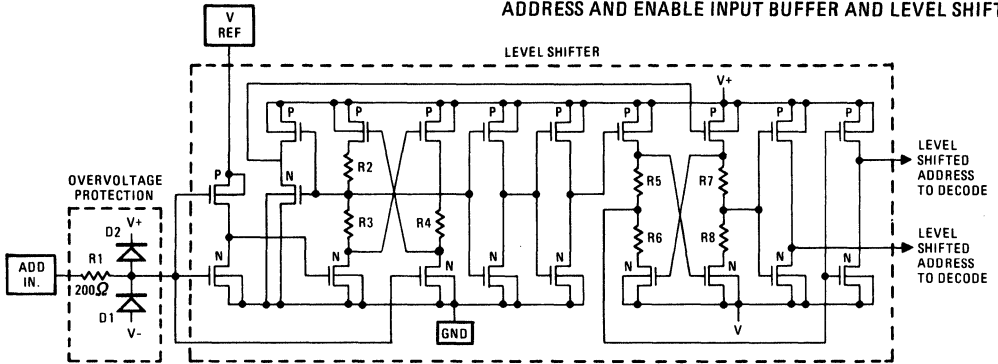 ADDRESS AND ENABLE INPUT BUFFER AND LEVEL SHIFT
V
REF
LEVEL SHIFTER
V+
P
P
P
P
P
P
P
P
P
R2
R5
R7
LEVEL
SHIFTED
ADDRESS
TO DECODE
OVERVOLTAGE
PROTECTION
P
N
R3
R4
R6
R8
V+
D2
LEVEL
SHIFTED
ADDRESS
TO DECODE
ADD
IN.
R1
200Ω
N
N
N
N
N
N
N
N
N
D1
V-
GND
V